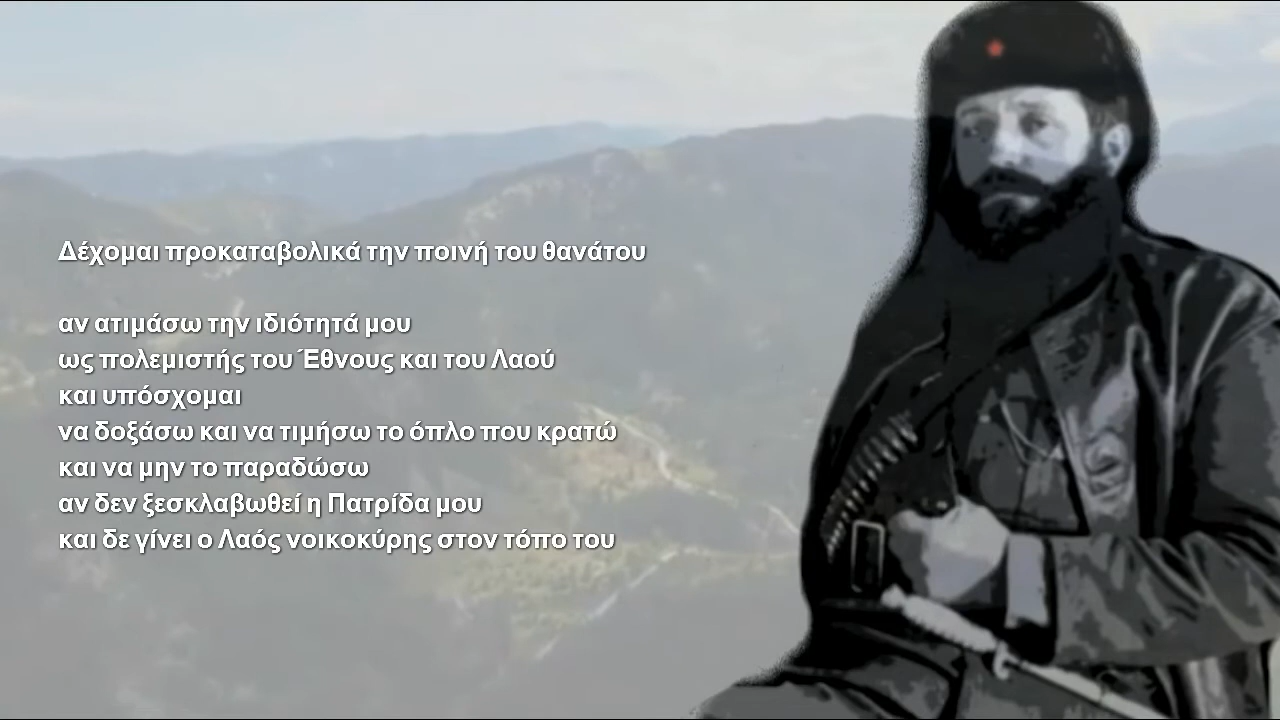 Δέχομαι προκαταβολικά την ποινή του θανάτου
αν ατιμάσω την ιδιότητά μου
ως πολεμιστής του Έθνους και του Λαού
και υπόσχομαι
να δοξάσω και να τιμήσω το όπλο που κρατώ
και να μην το παραδώσω
αν δεν ξεσκλαβωθεί η Πατρίδα μου
και δε γίνει ο Λαός νοικοκύρης στον τόπο του